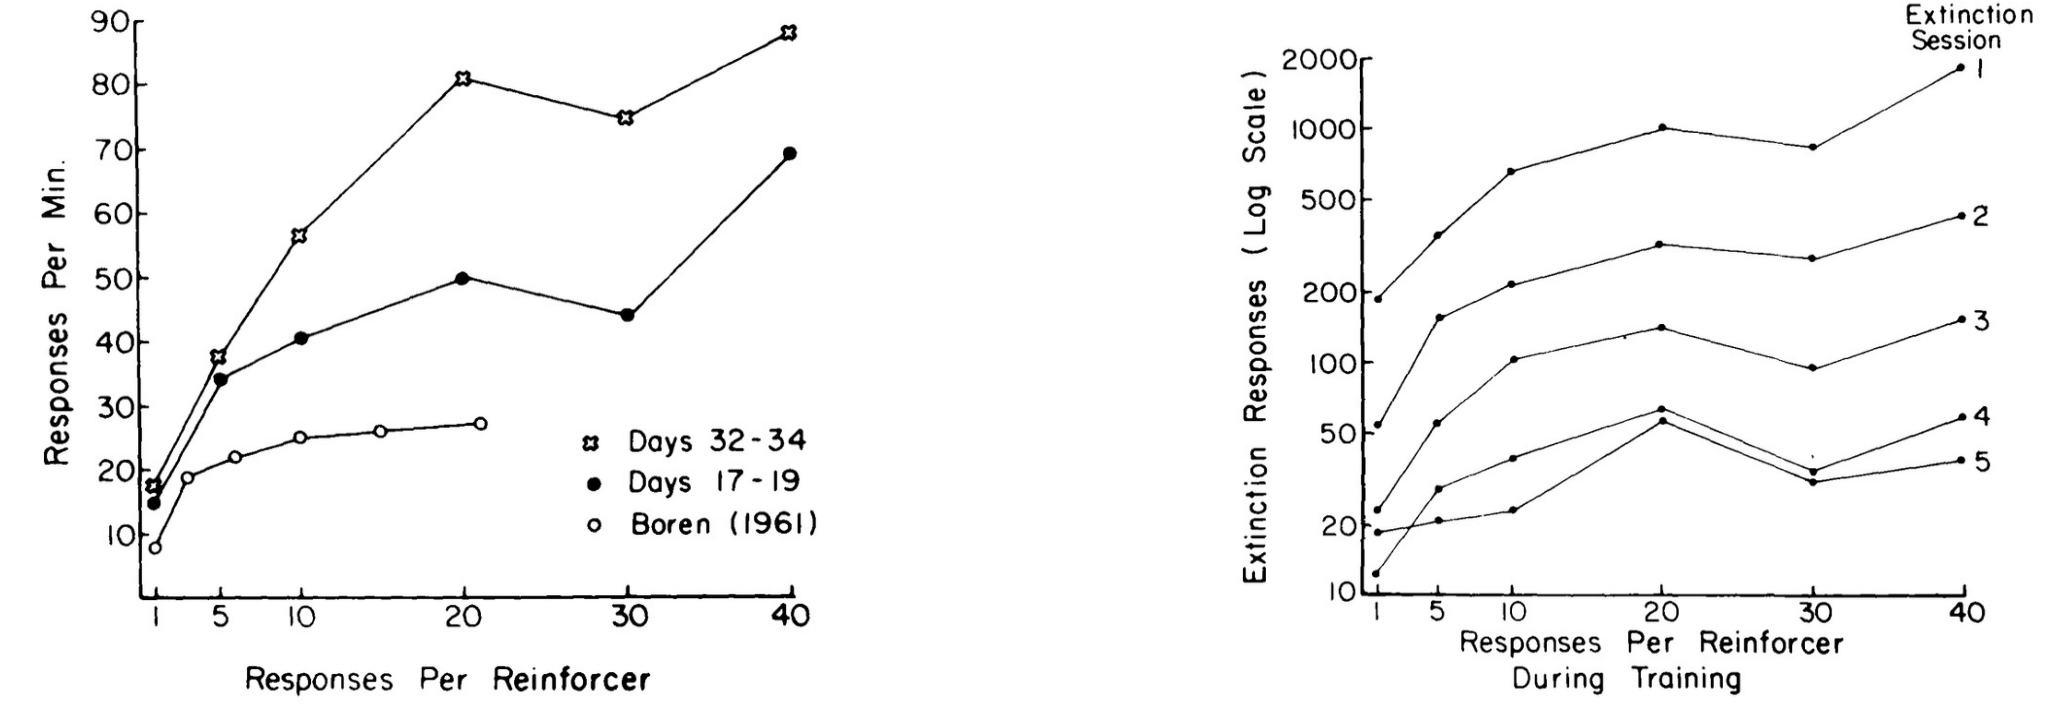 90
80
70
60
50
40
30
20
10
Responses Per Min.
Days 32-34
Days 17-19
Boren (1961)
1 5 10 20 30 40
Responses Per Reinforcer
Extinction
Session
2000
1000
500
200
100
50
20
10
Extinction Responses (Log Scale)
1
2
3
4
5
1 5 10 20 30 40
Responses Per Reinforcer
During Training